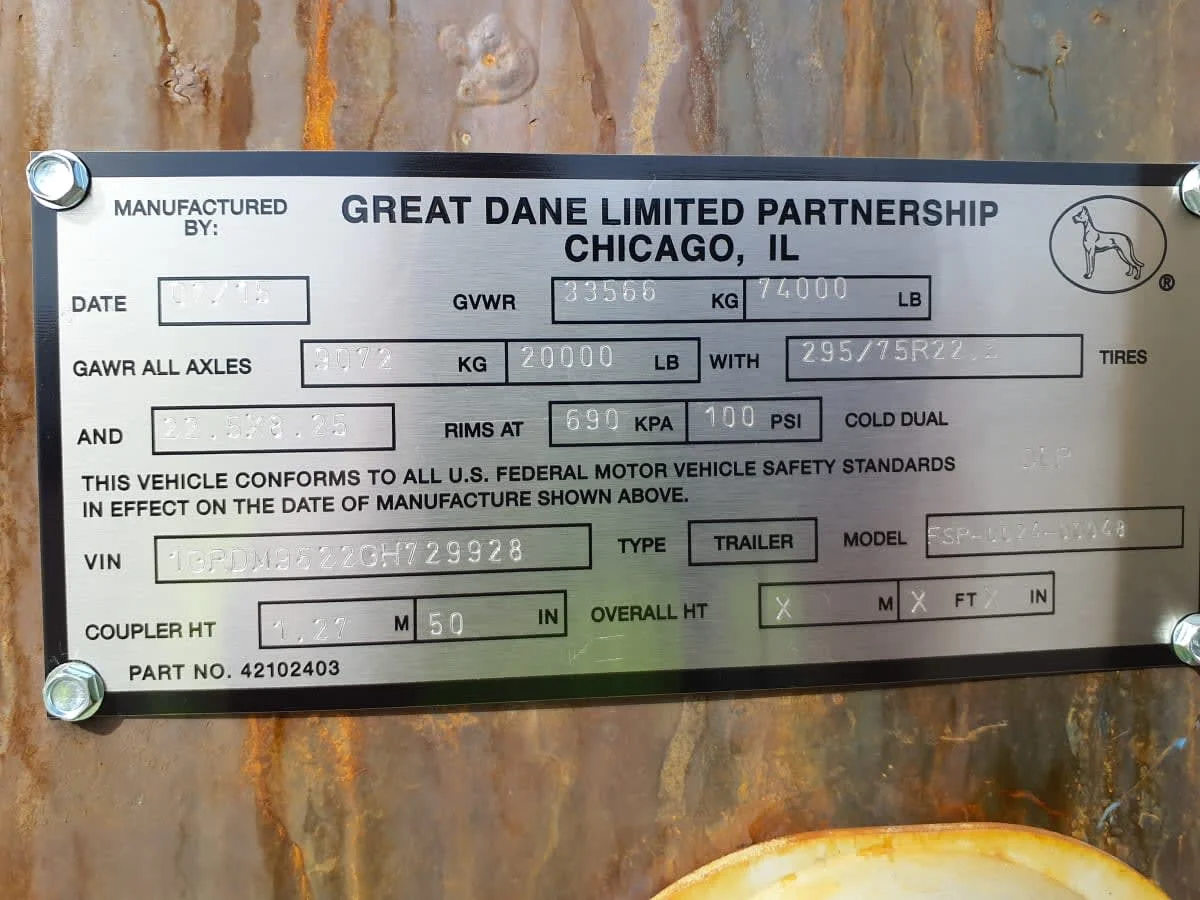 MANUFACTURED BY: GREAT DANE LIMITED PARTNERSHIP
CHICAGO, IL
®
DATE 07/15 GVWR 33566 KG 74000 LB
GAWR ALL AXLES 9072 KG 20000 LB WITH 295/75R22.5 TIRES
AND 22.5X8.25 RIMS AT 690 KPA 100 PSI COLD DUAL
THIS VEHICLE CONFORMS TO ALL U.S. FEDERAL MOTOR VEHICLE SAFETY STANDARDS
IN EFFECT ON THE DATE OF MANUFACTURE SHOWN ABOVE.
VIN 1GRDM9622GH729928 TYPE TRAILER MODEL
COUPLER HT 1.27 M 50 IN OVERALL HT X M X FT X IN
PART NO. 42102403